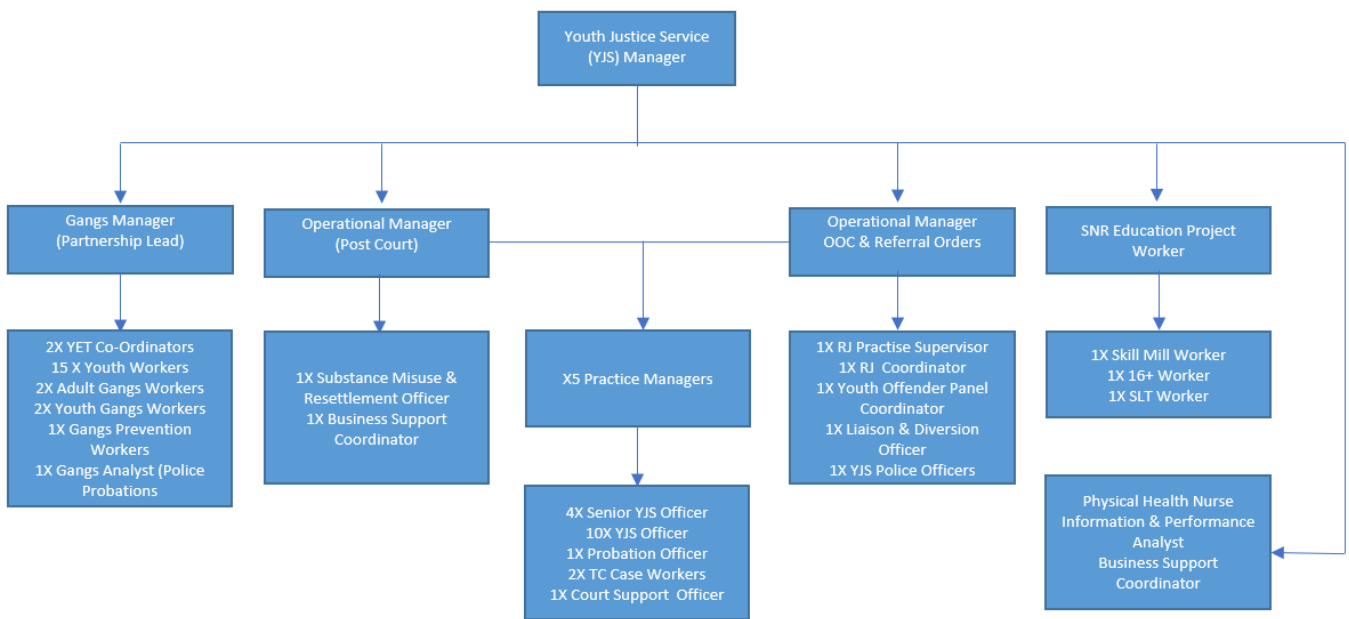 Youth Justice Service
(YJS) Manager
Gangs Manager
(Partnership Lead)
Operational Manager
(Post Court)
Operational Manager
OOC & Referral Orders
SNR Education Project
Worker
2X YET Co-Ordinators
15 X Youth Workers
2X Adult Gangs Workers
2X Youth Gangs Workers
1X Gangs Prevention
Workers
1X Gangs Analyst (Police
Probations
1X Substance Misuse &
Resettlement Officer
1X Business Support
Coordinator
X5 Practice Managers
1X RJ Practise Supervisor
1X RJ  Coordinator
1X Youth Offender Panel
Coordinator
1X Liaison & Diversion
Officer
1X YJS Police Officers
1X Skill Mill Worker
1X 16+ Worker
1X SLT Worker
4X Senior YJS Officer
10X YJS Officer
1X Probation Officer
2X TC Case Workers
1X Court Support  Officer
Physical Health Nurse
Information & Performance
Analyst
Business Support
Coordinator